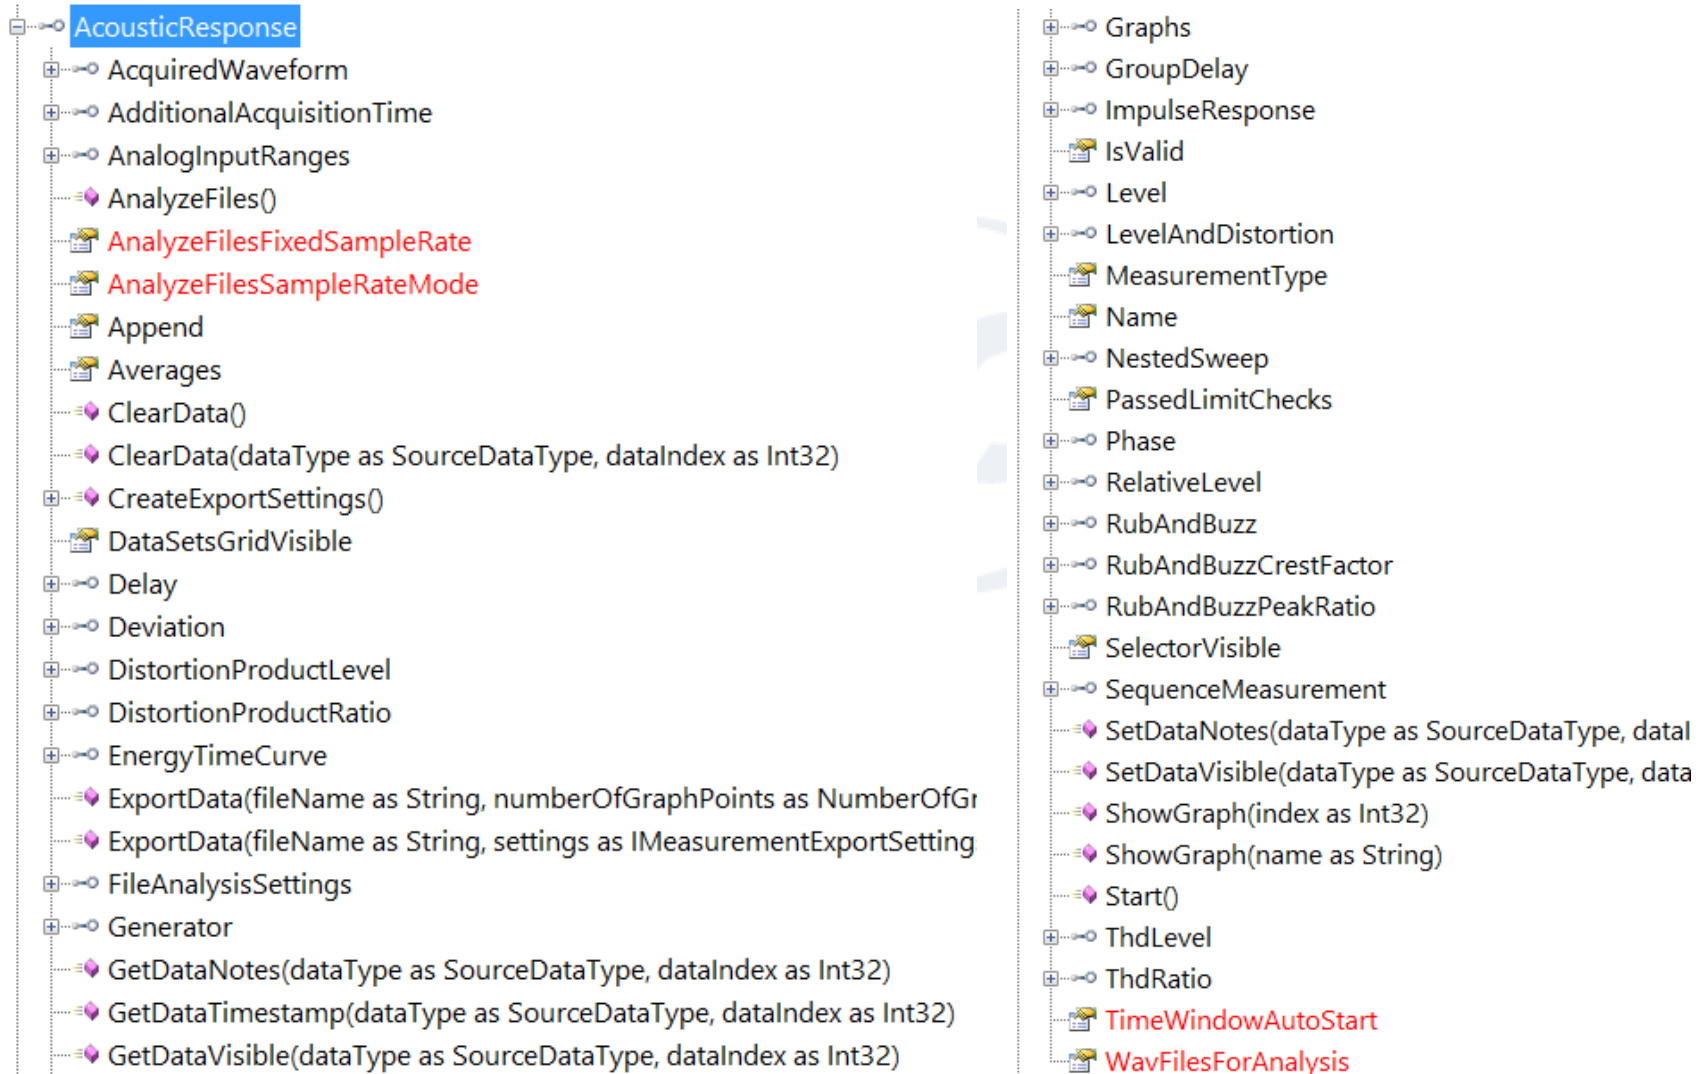 AcousticResponse
AcquiredWaveform
AdditionalAcquisitionTime
AnalogInputRanges
AnalyzeFiles()
AnalyzeFilesFixedSampleRate
AnalyzeFilesSampleRateMode
Append
Averages
ClearData()
ClearData(dataType as SourceDataType, dataIndex as Int32)
CreateExportSettings()
DataSetsGridVisible
Delay
Deviation
DistortionProductLevel
DistortionProductRatio
EnergyTimeCurve
ExportData(fileName as String, numberOfGraphPoints as NumberOfGr
ExportData(fileName as String, settings as IMeasurementExportSetting
FileAnalysisSettings
Generator
GetDataNotes(dataType as SourceDataType, dataIndex as Int32)
GetDataTimestamp(dataType as SourceDataType, dataIndex as Int32)
GetDataVisible(dataType as SourceDataType, dataIndex as Int32)
Graphs
GroupDelay
ImpulseResponse
IsValid
Level
LevelAndDistortion
MeasurementType
Name
NestedSweep
PassedLimitChecks
Phase
RelativeLevel
RubAndBuzz
RubAndBuzzCrestFactor
RubAndBuzzPeakRatio
SelectorVisible
SequenceMeasurement
SetDataNotes(dataType as SourceDataType, dataI
SetDataVisible(dataType as SourceDataType, data
ShowGraph(index as Int32)
ShowGraph(name as String)
Start()
ThdLevel
ThdRatio
TimeWindowAutoStart
WavFilesForAnalysis